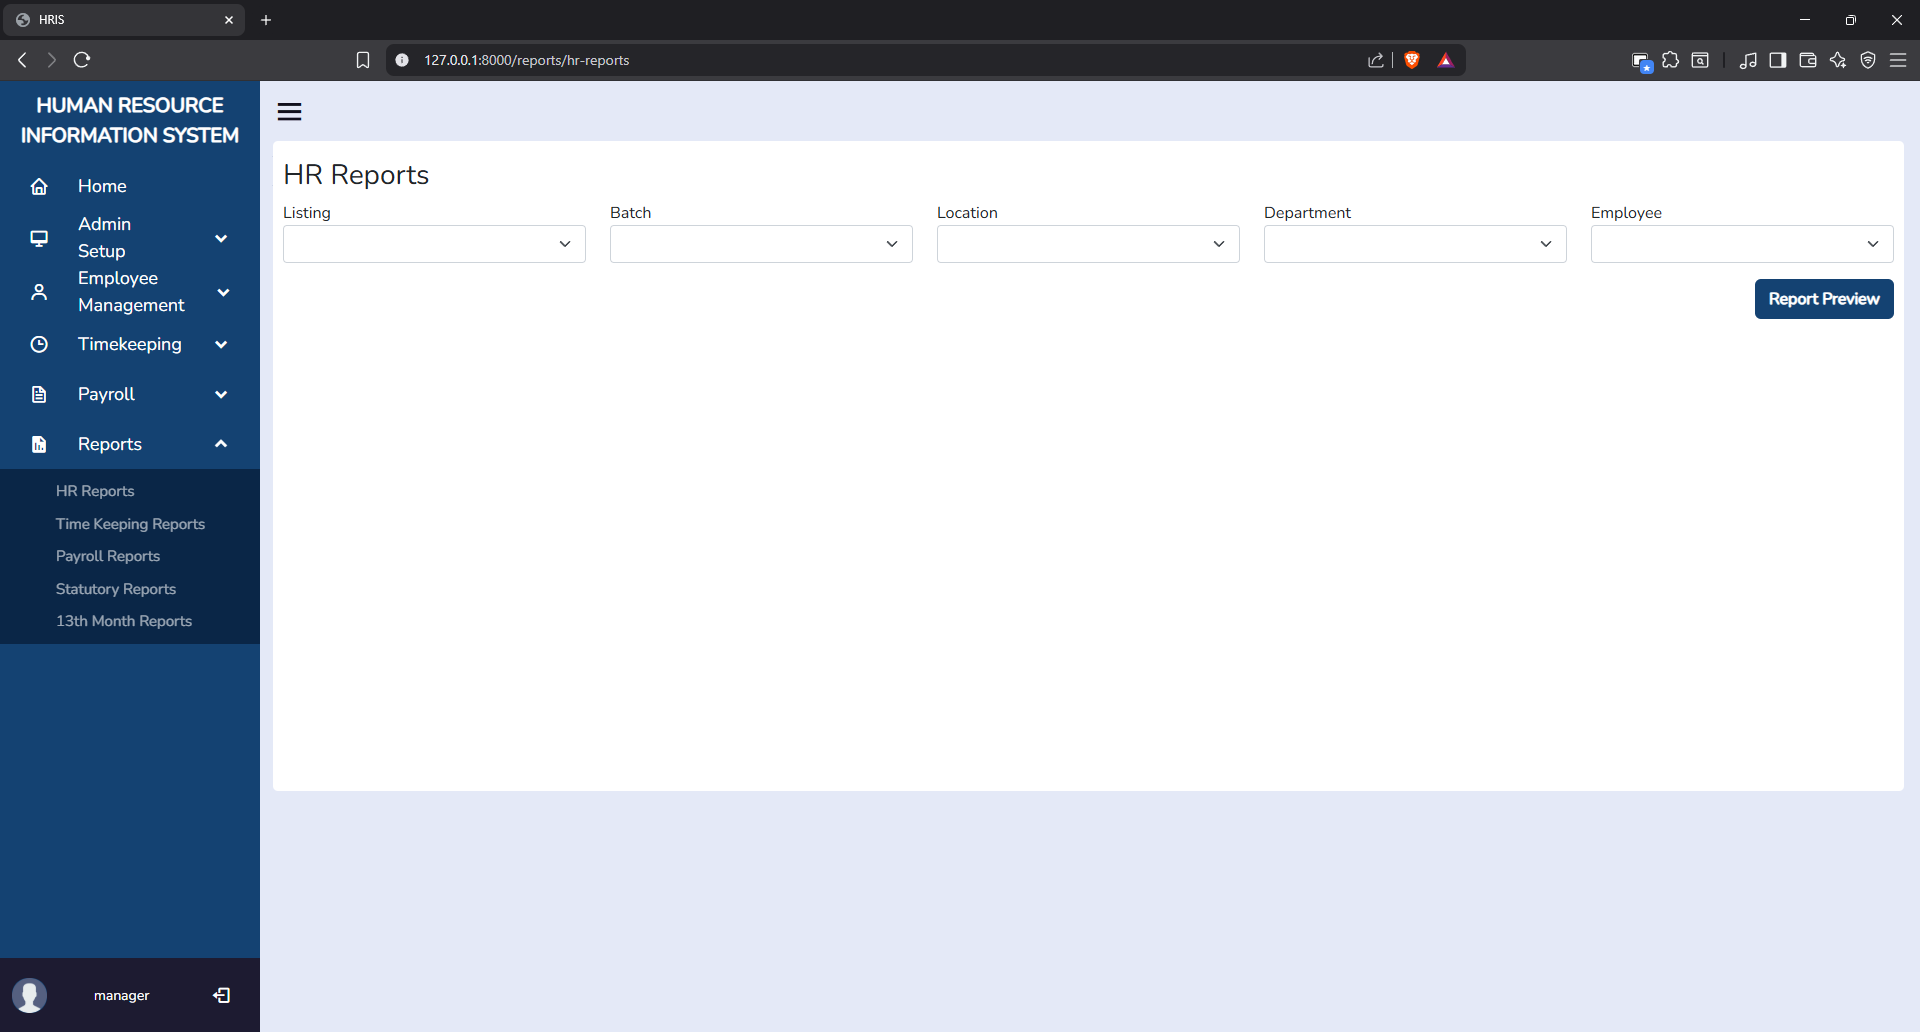 HRIS
127.0.0.1:8000/reports/hr-reports
HUMAN RESOURCE
INFORMATION SYSTEM
Home
Admin
Setup
Employee
Management
Timekeeping
Payroll
Reports
HR Reports
Time Keeping Reports
Payroll Reports
Statutory Reports
13th Month Reports
manager
HR Reports
Listing
Batch
Location
Department
Employee
Report Preview